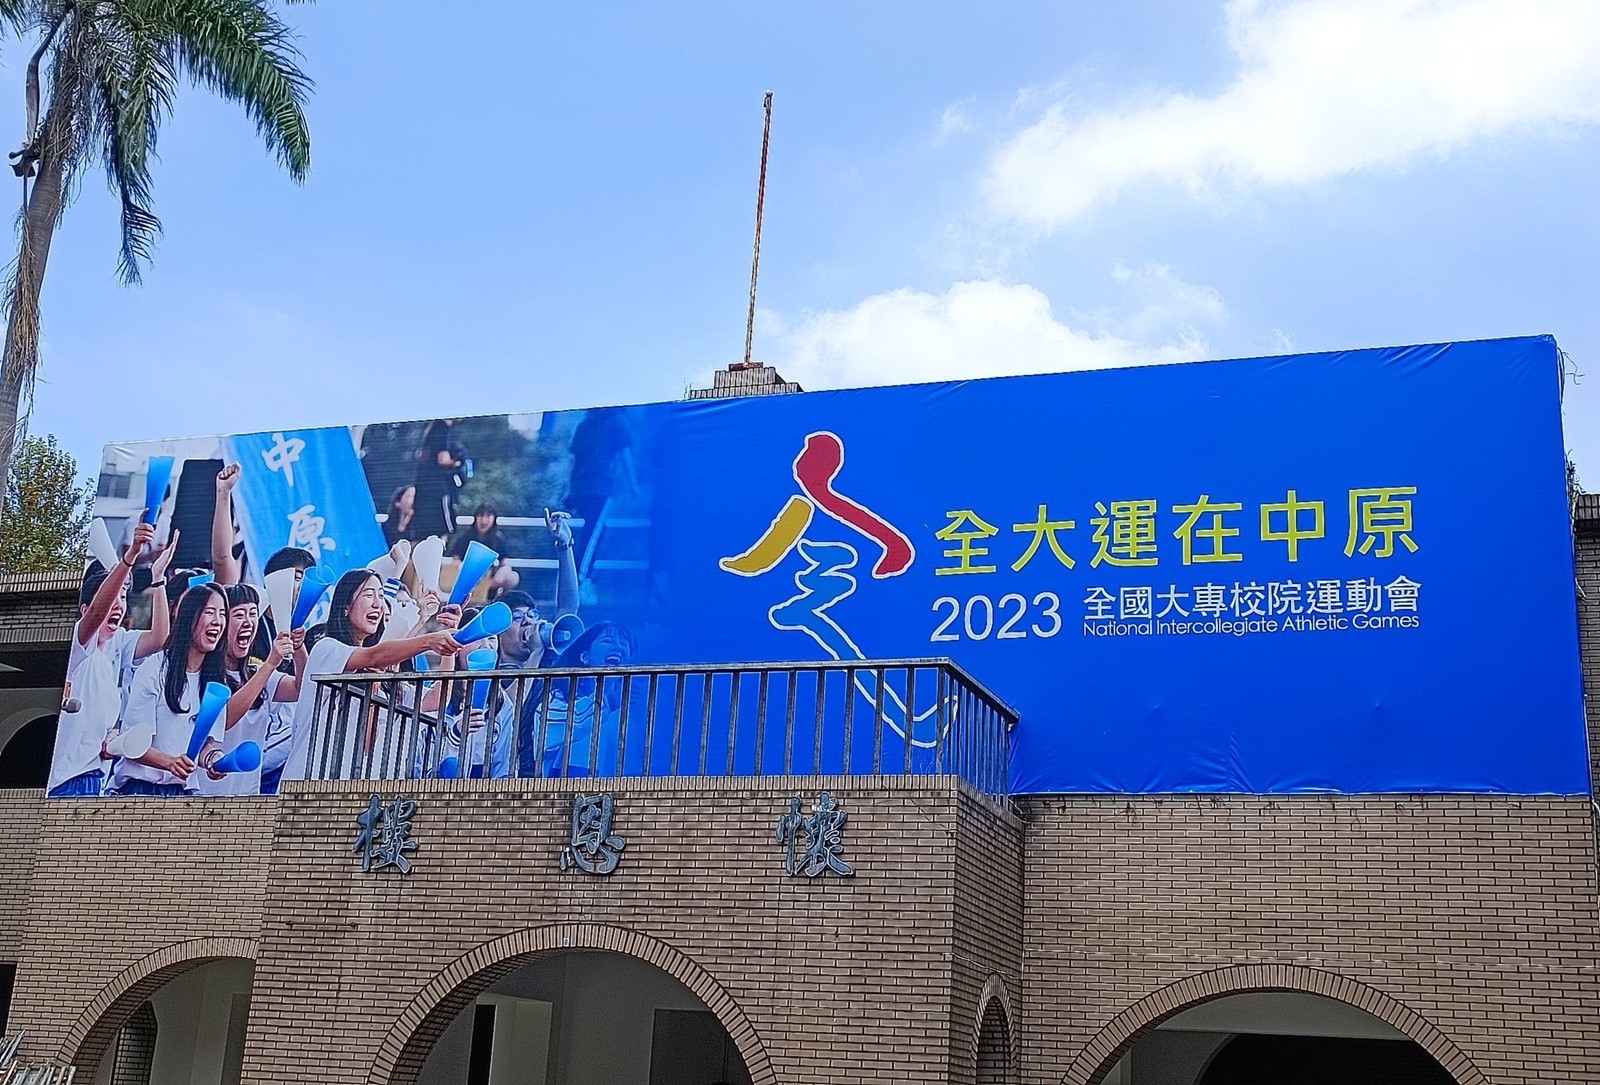 中原
全大運在中原
2023 全國大專校院運動會
National Intercollegiate Athletic Games
樓恩懷